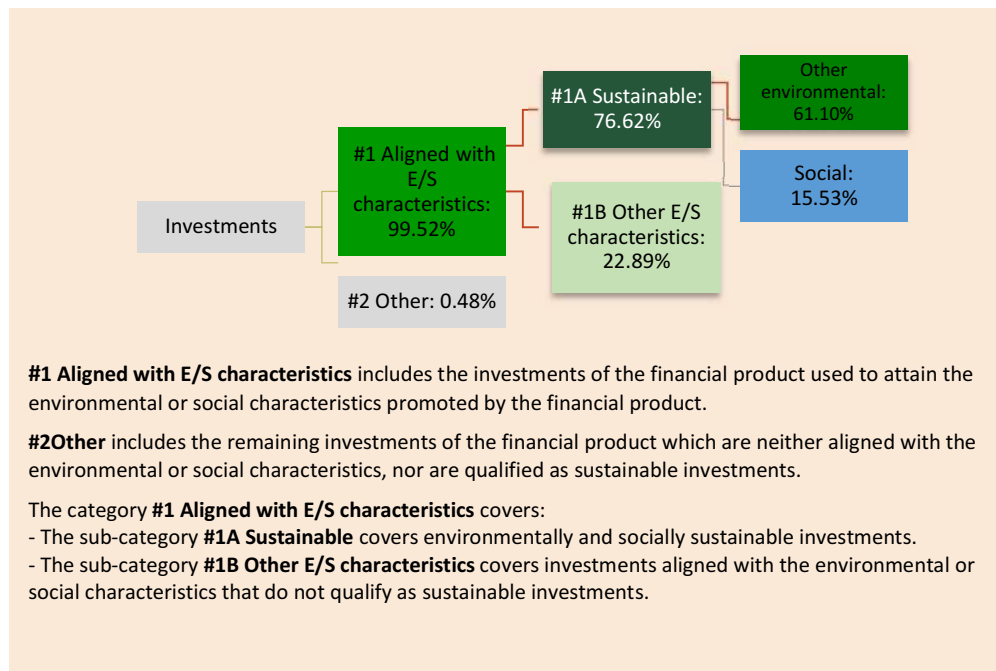 Investments
#1 Aligned with
E/S
characteristics:
99.52%
#2 Other: 0.48%
#1A Sustainable:
76.62%
#1B Other E/S
characteristics:
22.89%
Other
environmental:
61.10%
Social:
15.53%
#1 Aligned with E/S characteristics includes the investments of the financial product used to attain the
environmental or social characteristics promoted by the financial product.
#2Other includes the remaining investments of the financial product which are neither aligned with the
environmental or social characteristics, nor are qualified as sustainable investments.
The category #1 Aligned with E/S characteristics covers:
- The sub-category #1A Sustainable covers environmentally and socially sustainable investments.
- The sub-category #1B Other E/S characteristics covers investments aligned with the environmental or
social characteristics that do not qualify as sustainable investments.